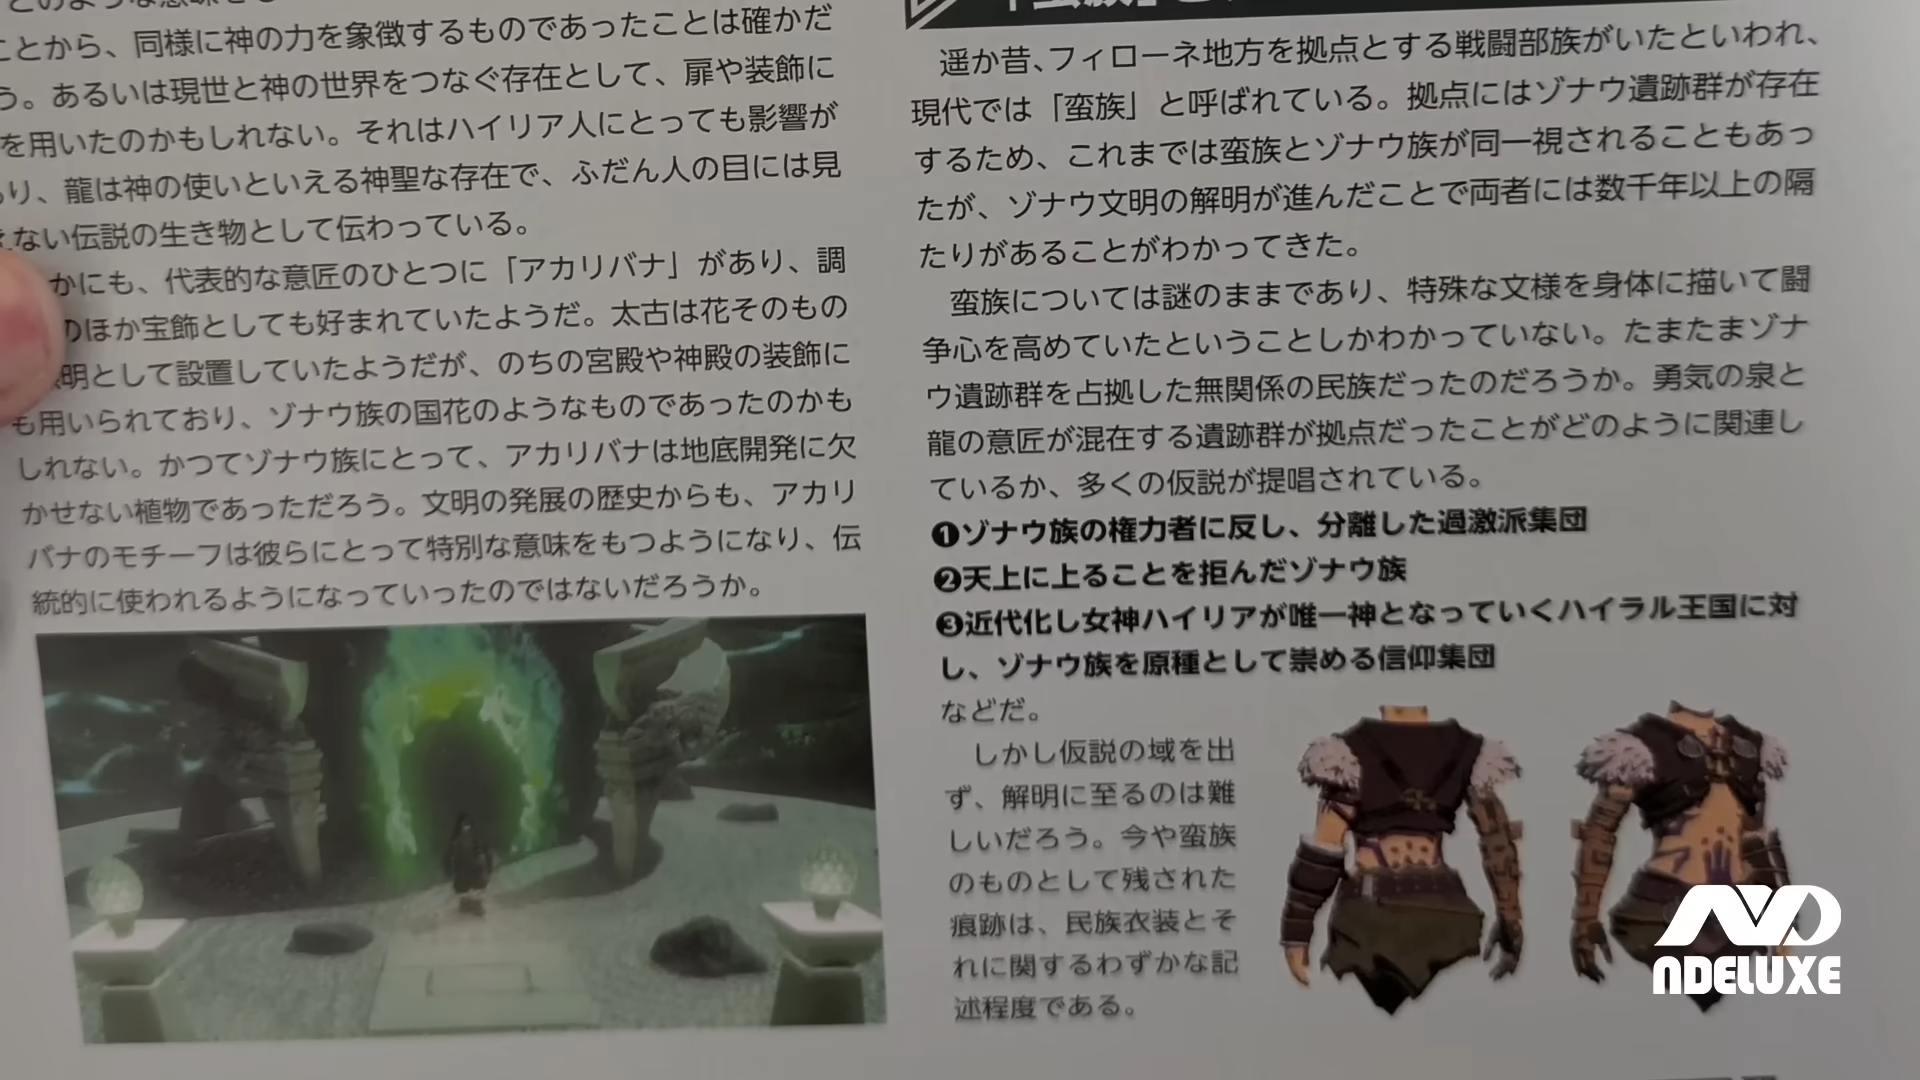 ことから、同様に神の力を象徴するものであったことは確かだ
う。あるいは現世と神の世界をつなぐ存在として、扉や装飾に
を用いたのかもしれない。それはハイリア人にとっても影響が
り、龍は神の使いといえる神聖な存在で、ふだん人の目には見
えない伝説の生き物として伝わっている。
かにも、代表的な意匠のひとつに「アカリバナ」があり、調
のほか宝飾としても好まれていたようだ。太古は花そのもの
明として設置していたようだが、のちの宮殿や神殿の装飾に
も用いられており、ゾナウ族の国花のようなものであったのかも
しれない。かつてゾナウ族にとって、アカリバナは地底開発に欠
かせない植物であっただろう。文明の発展の歴史からも、アカリ
バナのモチーフは彼らにとって特別な意味をもつようになり、伝
統的に使われるようになっていったのではないだろうか。
遥か昔、フィローネ地方を拠点とする戦闘部族がいたといわれ、
現代では「蛮族」と呼ばれている。拠点にはゾナウ遺跡群が存在
するため、これまでは蛮族とゾナウ族が同一視されることもあっ
たが、ゾナウ文明の解明が進んだことで両者には数千年以上の隔
たりがあることがわかってきた。
蛮族については謎のままであり、特殊な文様を身体に描いて闘
争心を高めていたということしかわかっていない。たまたまゾナ
ウ遺跡群を占拠した無関係の民族だったのだろうか。勇気の泉と
龍の意匠が混在する遺跡群が拠点だったことがどのように関連し
ているか、多くの仮説が提唱されている。
❶ゾナウ族の権力者に反し、分離した過激派集団
❷天上に上ることを拒んだゾナウ族
❸近代化し女神ハイリアが唯一神となっていくハイラル王国に対
し、ゾナウ族を原種として崇める信仰集団
などだ。
しかし仮説の域を出
ず、解明に至るのは難
しいだろう。今や蛮族
のものとして残された
痕跡は、民族衣装とそ
れに関するわずかな記
述程度である。
NDELUXE